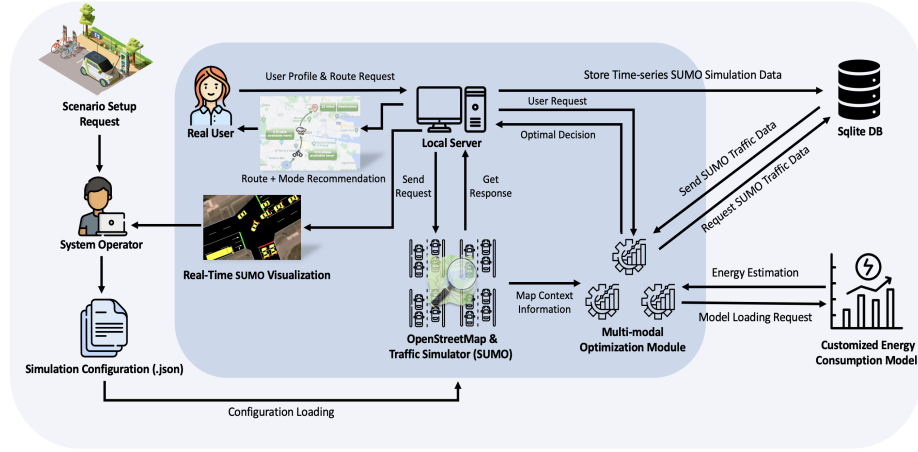 User Profile & Route Request
Store Time-series SUMO Simulation Data
Scenario Setup
Request
Real User
User Request
Optimal Decision
Local Server
Sqlite DB
Route + Mode Recommendation
Send
Request
Get
Response
Send SUMO Traffic Data
Request SUMO Traffic Data
System Operator
Real-Time SUMO Visualization
Map Context
Information
Energy Estimation
Model Loading Request
OpenStreetMap &
Traffic Simulator (SUMO)
Multi-modal
Optimization Module
Customized Energy
Consumption Model
Simulation Configuration (.json)
Configuration Loading